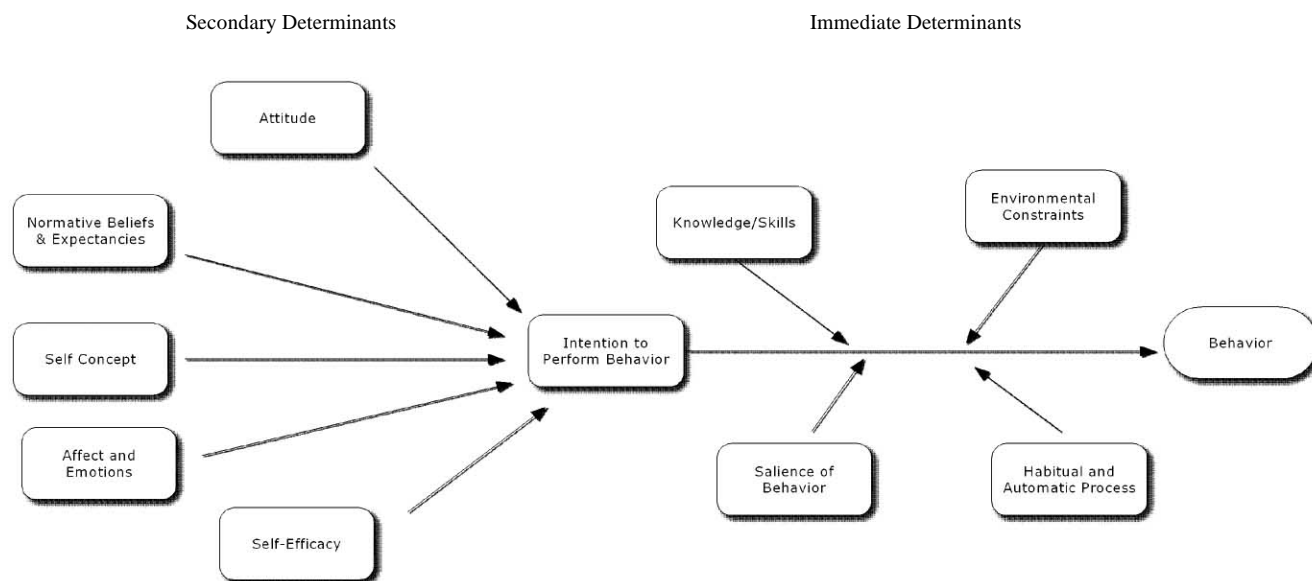 Secondary Determinants
Immediate Determinants
Attitude
Normative Beliefs
& Expectancies
Self Concept
Affect and
Emotions
Self-Efficacy
Intention to
Perform Behavior
Knowledge/Skills
Environmental
Constraints
Salience of
Behavior
Habitual and
Automatic Process
Behavior